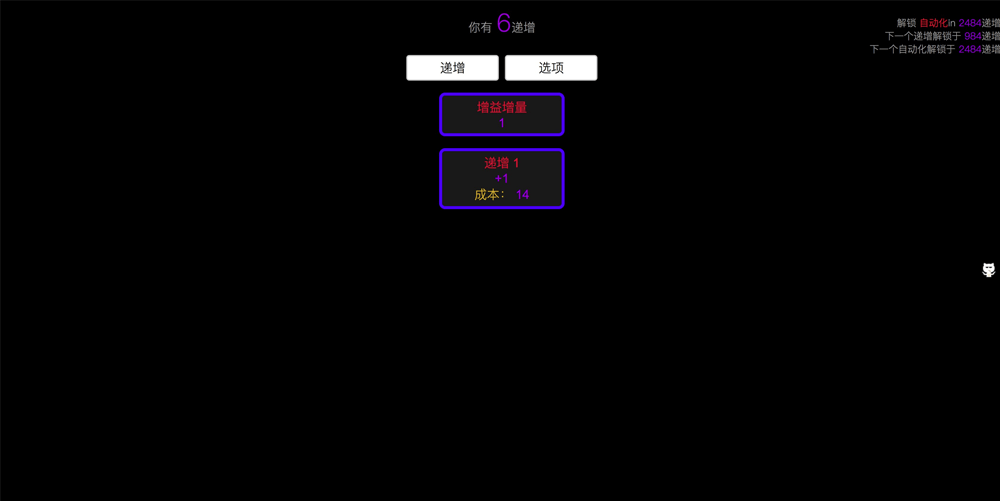 你有 6递增
解锁 自动化in 2484递增
下一个递增解锁于 984递增
下一个自动化解锁于 2484递增
递增
选项
增益增量
1
递增 1
+1
成本： 14